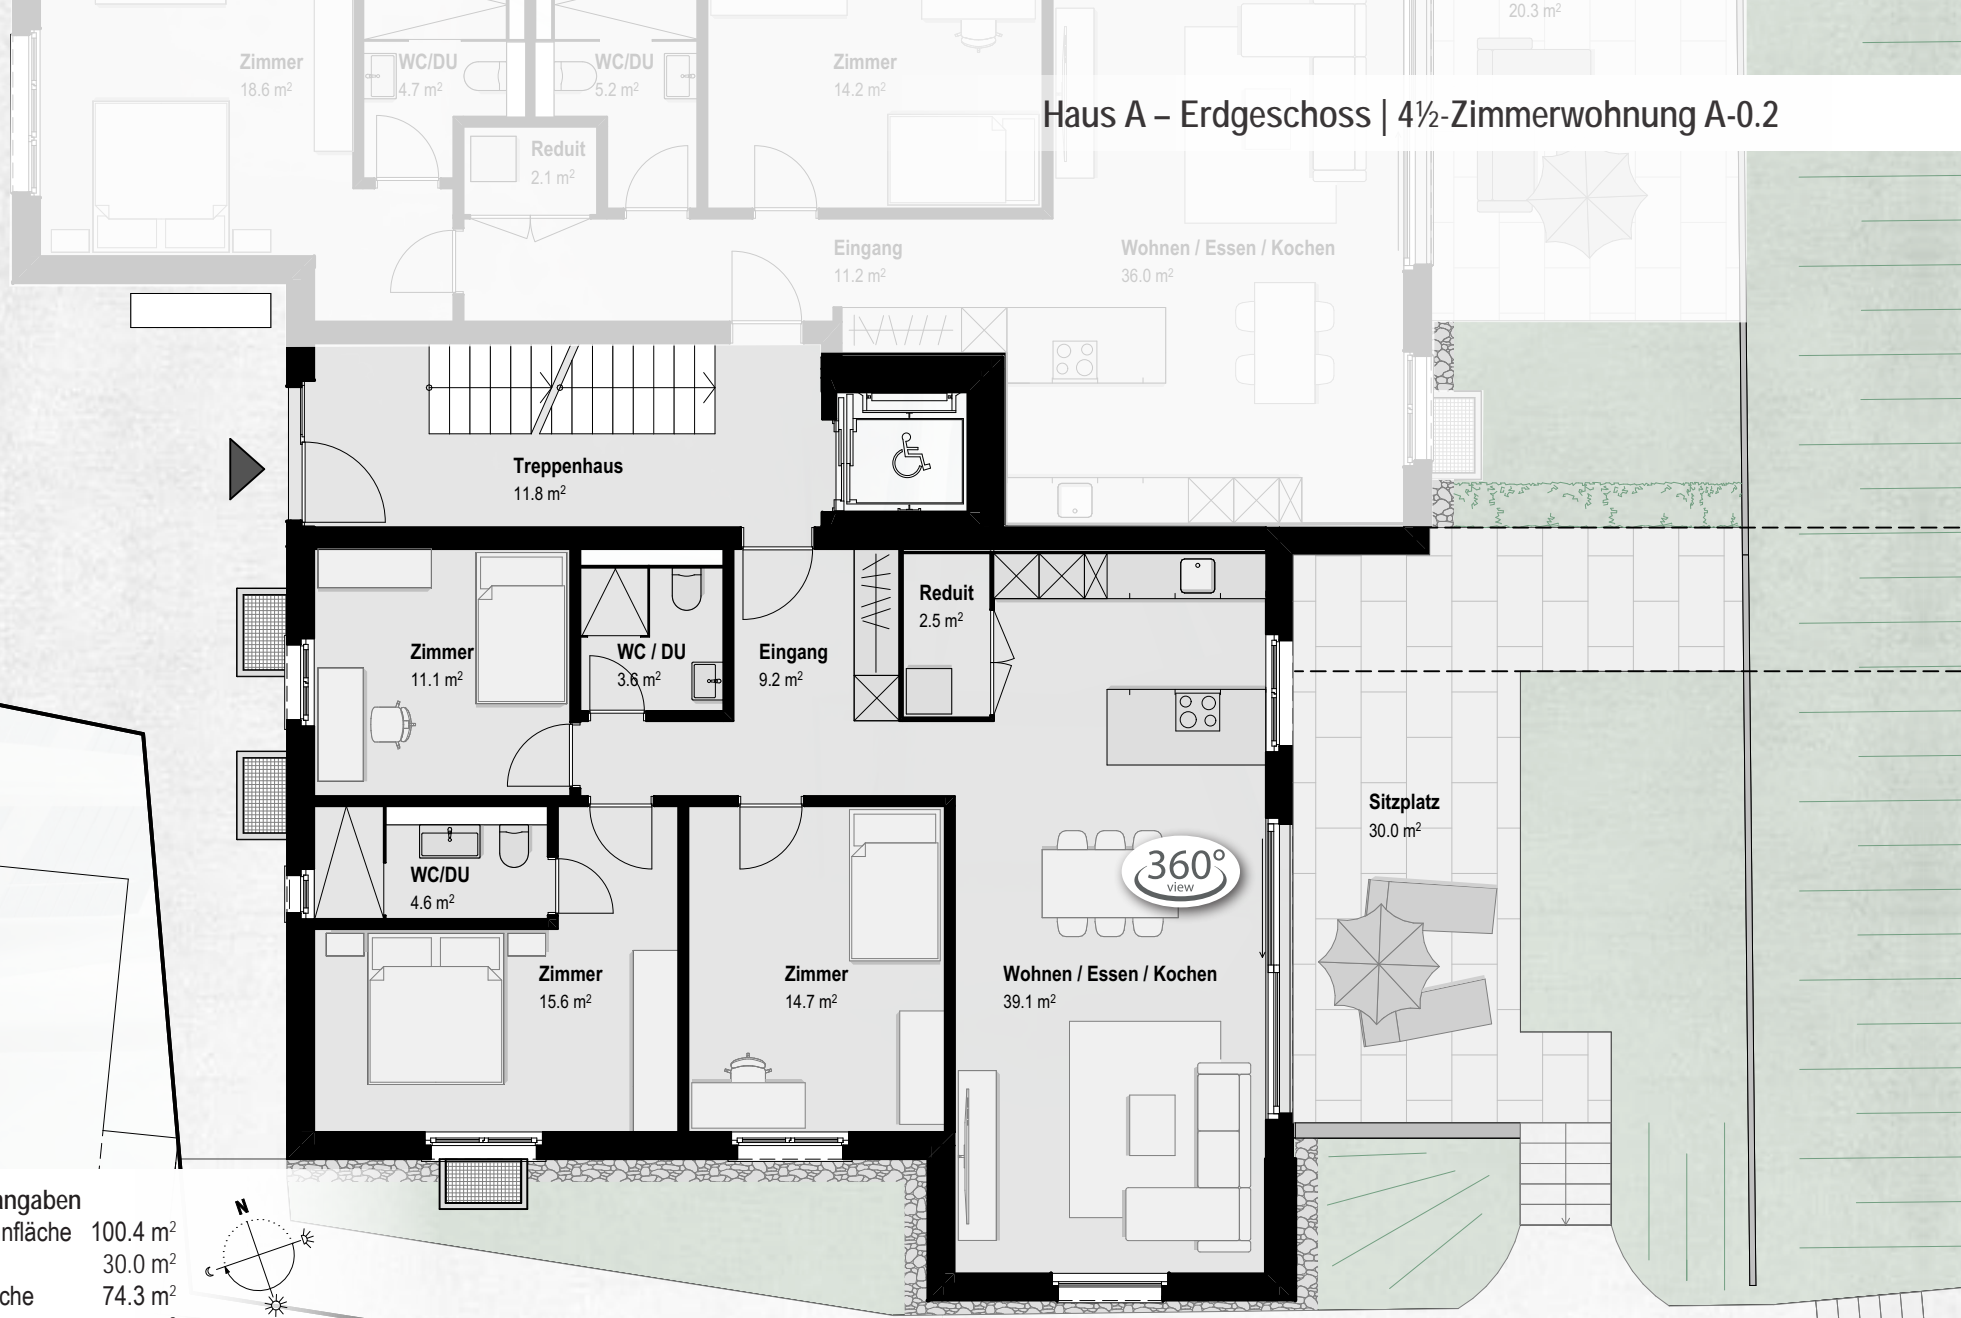 20.3 m²
Zimmer
18.6 m²
WC/DU
4.7 m²
WC/DU
5.2 m²
Zimmer
14.2 m²
Haus A – Erdgeschoss | 4½-Zimmerwohnung A-0.2
Reduit
2.1 m²
Eingang
11.2 m²
Wohnen / Essen / Kochen
36.0 m²
Treppenhaus
11.8 m²
Zimmer
11.1 m²
WC / DU
3.6 m²
Eingang
9.2 m²
Reduit
2.5 m²
Sitzplatz
30.0 m²
360°
view
WC/DU
4.6 m²
Zimmer
15.6 m²
Zimmer
14.7 m²
Wohnen / Essen / Kochen
39.1 m²
angaben
nfläche 100.4 m²
30.0 m²
che 74.3 m²
N